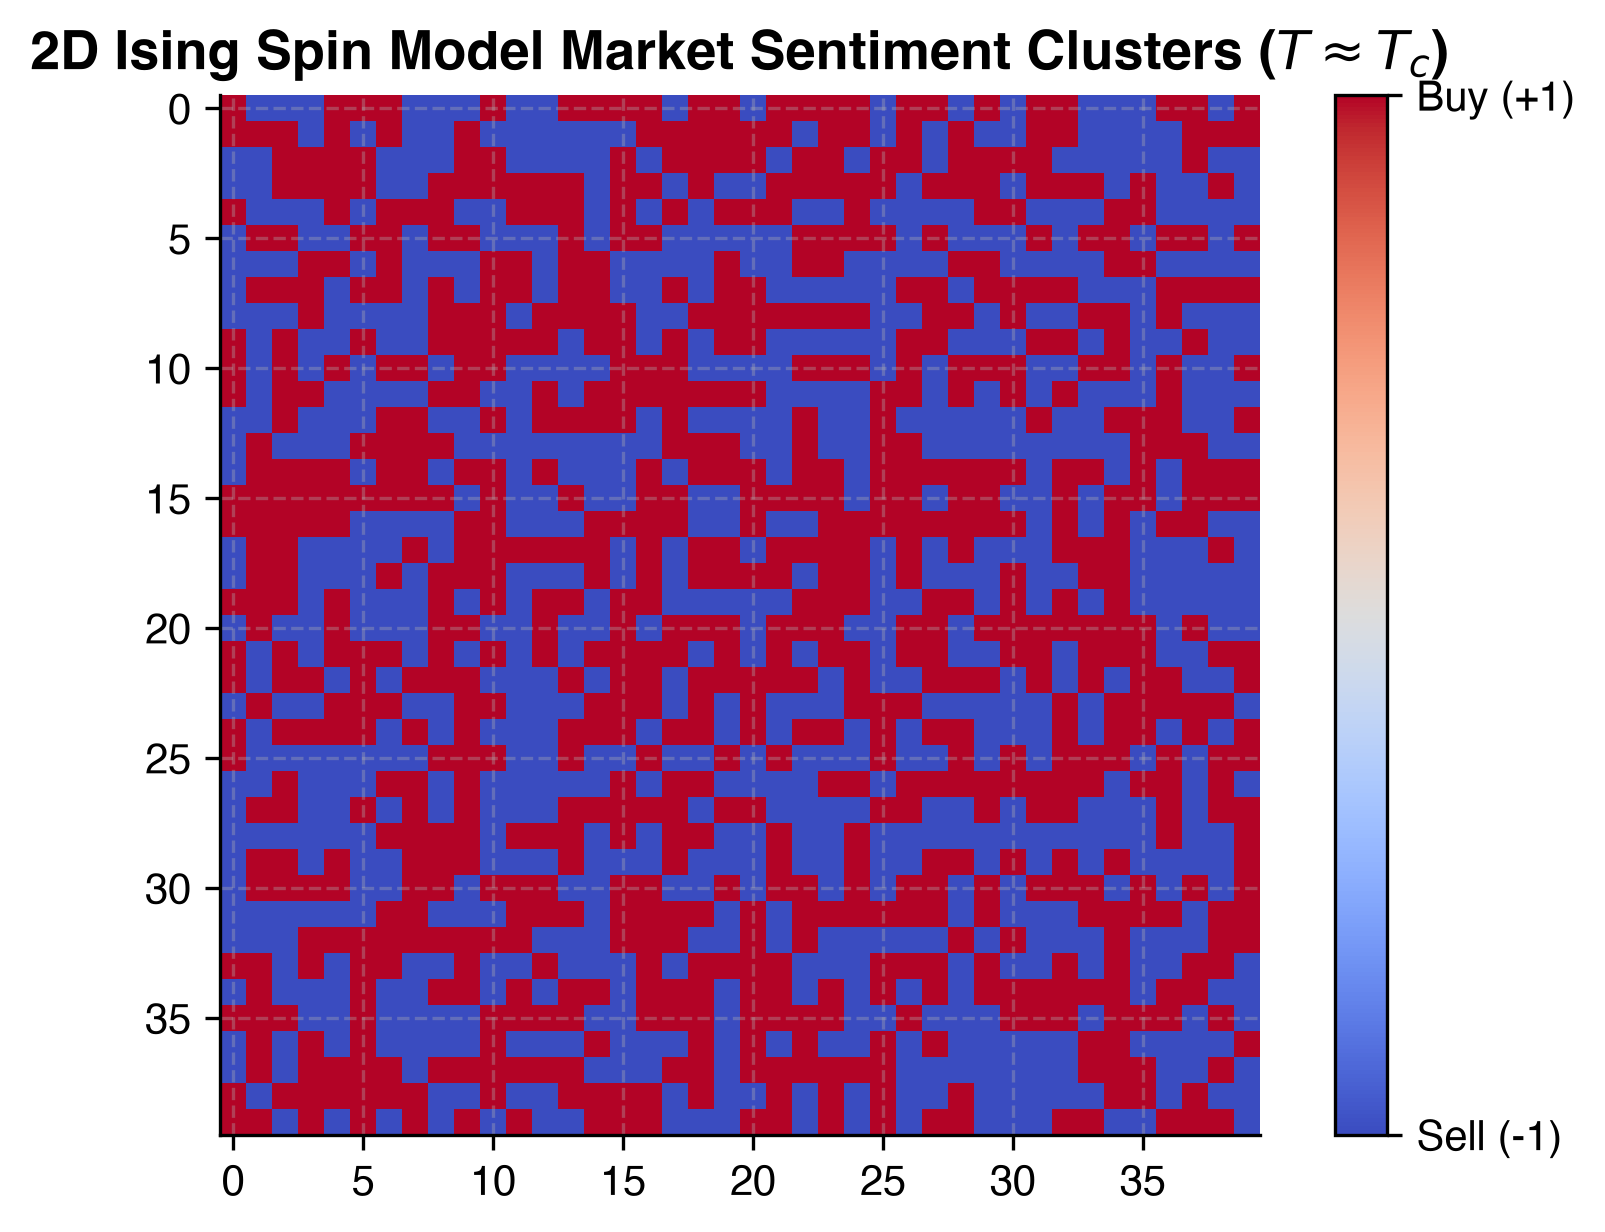 2D Ising Spin Model Market Sentiment Clusters (T ≈ T_c)
Buy (+1)
0
5
10
15
20
25
30
35
Sell (-1)
0 5 10 15 20 25 30 35